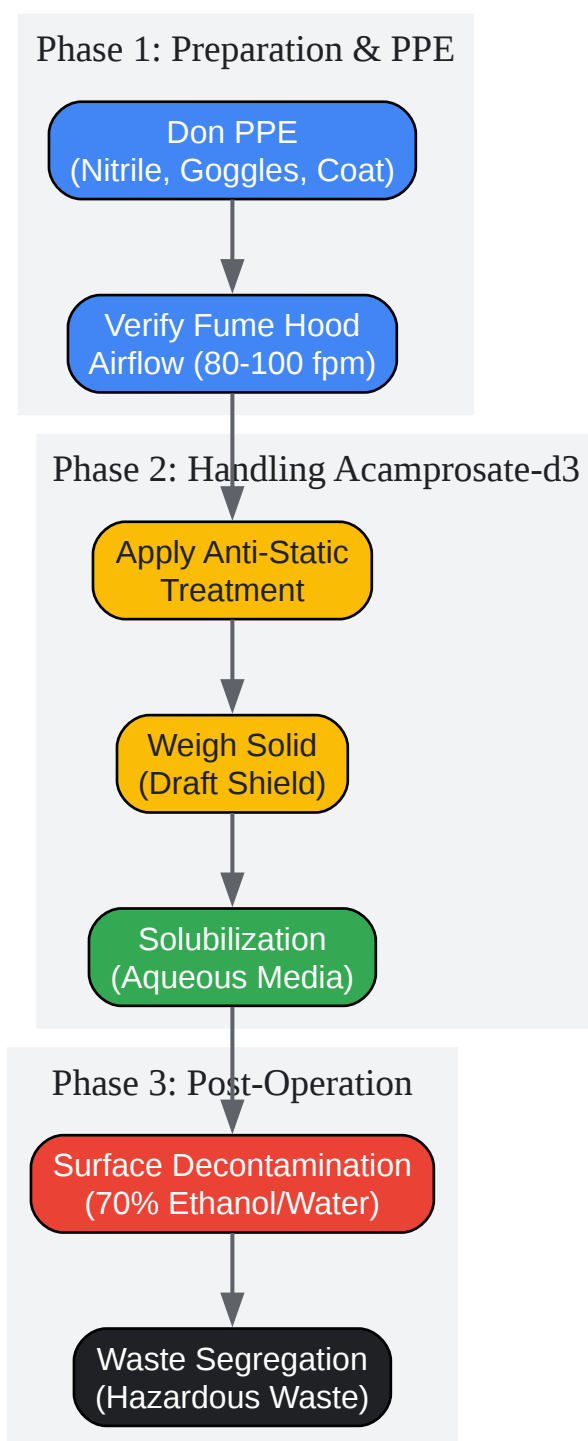 Phase 1: Preparation & PPE
Don PPE
(Nitrile, Goggles, Coat)
Verify Fume Hood
Airflow (80-100 fpm)
Phase 2: Handling Acamprosate-d3
Apply Anti-Static
Treatment
Weigh Solid
(Draft Shield)
Solubilization
(Aqueous Media)
Phase 3: Post-Operation
Surface Decontamination
(70% Ethanol/Water)
Waste Segregation
(Hazardous Waste)